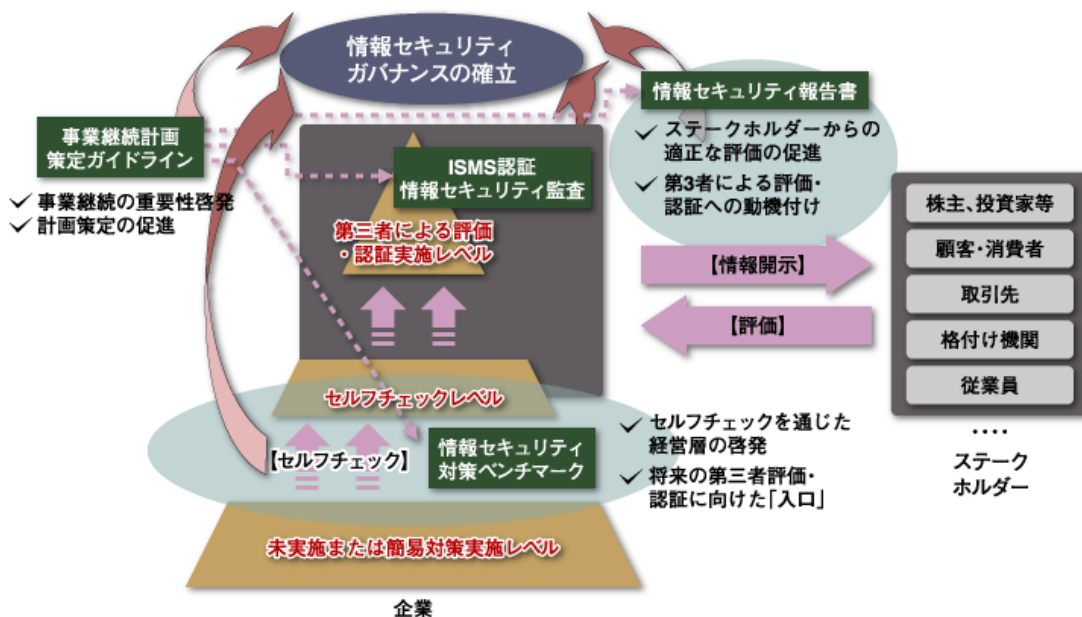 情報セキュリティ
ガバナンスの確立
情報セキュリティ報告書
✓ ステークホルダーからの
適正な評価の促進
✓ 第3者による評価・
認証への動機付け
事業継続計画
策定ガイドライン
✓ 事業継続の重要性啓発
✓ 計画策定の促進
ISMS認証
情報セキュリティ監査
第三者による評価
・認証実施レベル
【情報開示】
【評価】
株主、投資家等
顧客・消費者
取引先
格付け機関
従業員
‥‥
ステーク
ホルダー
セルフチェックレベル
【セルフチェック】
情報セキュリティ
対策ベンチマーク
✓ セルフチェックを通じた
経営層の啓発
✓ 将来の第三者評価・
認証に向けた「入口」
未実施または簡易対策実施レベル
企業